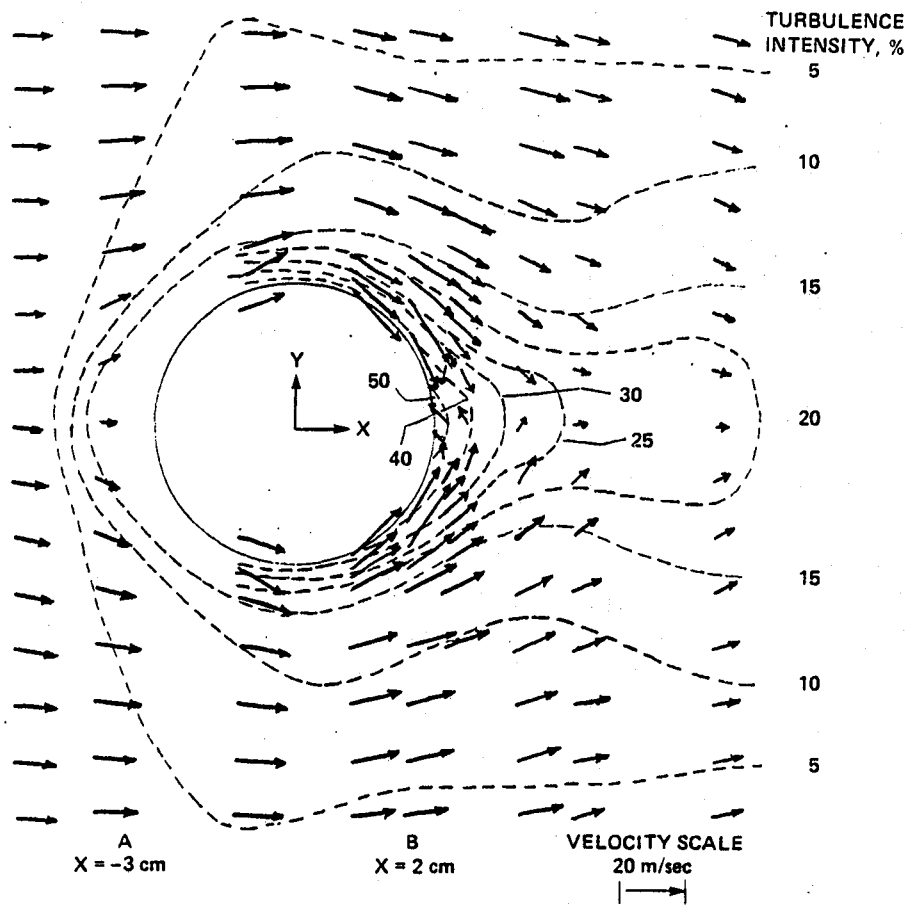 TURBULENCE
INTENSITY, %
5
10
15
20
15
10
5
Y
X
50
40
30
25
A
X = −3 cm
B
X = 2 cm
VELOCITY SCALE
20 m/sec